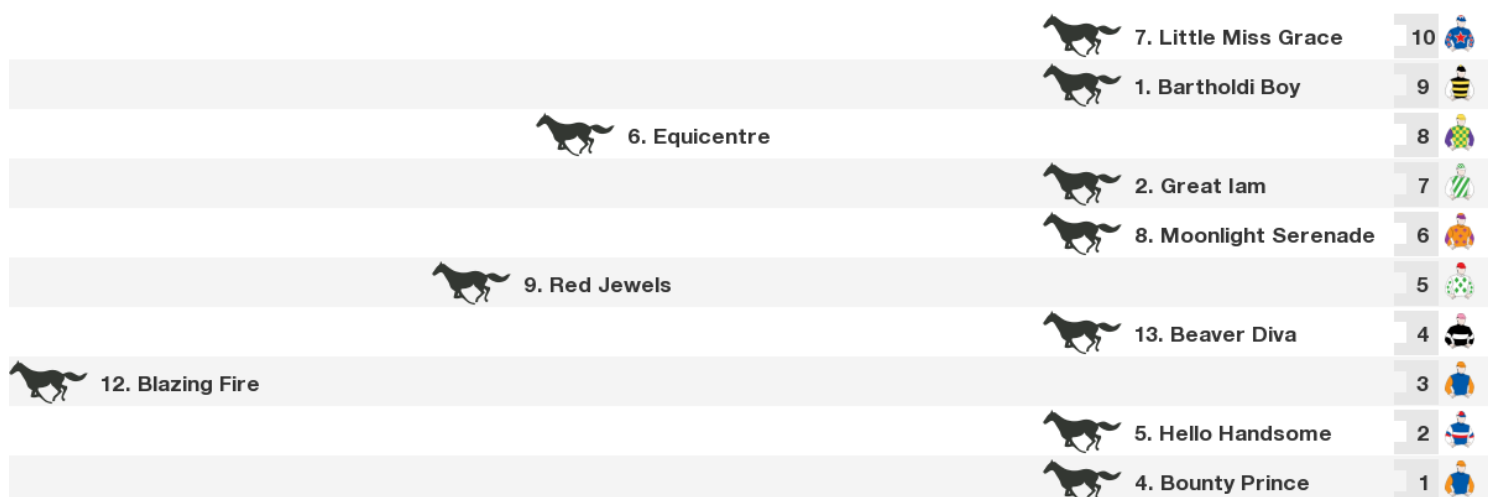 7. Little Miss Grace 10
1. Bartholdi Boy 9
6. Equicentre 8
2. Great Iam 7
8. Moonlight Serenade 6
9. Red Jewels 5
13. Beaver Diva 4
12. Blazing Fire 3
5. Hello Handsome 2
4. Bounty Prince 1